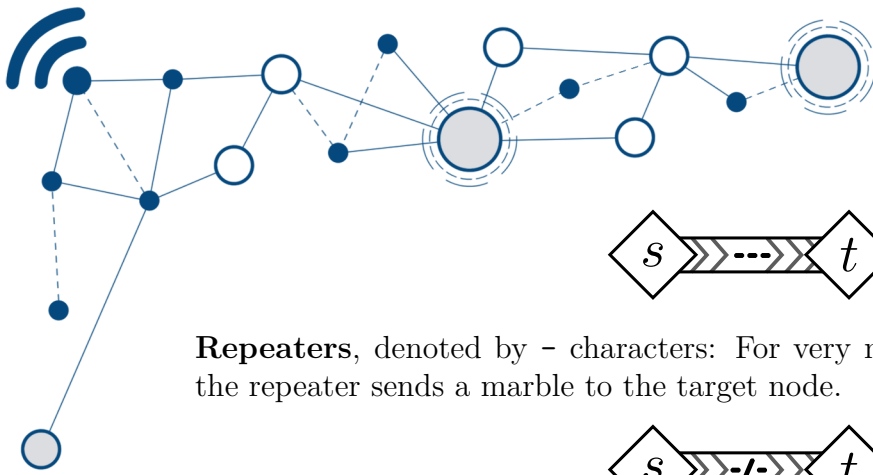 s --- t
Repeaters, denoted by - characters: For very
the repeater sends a marble to the target node.
s -/- t